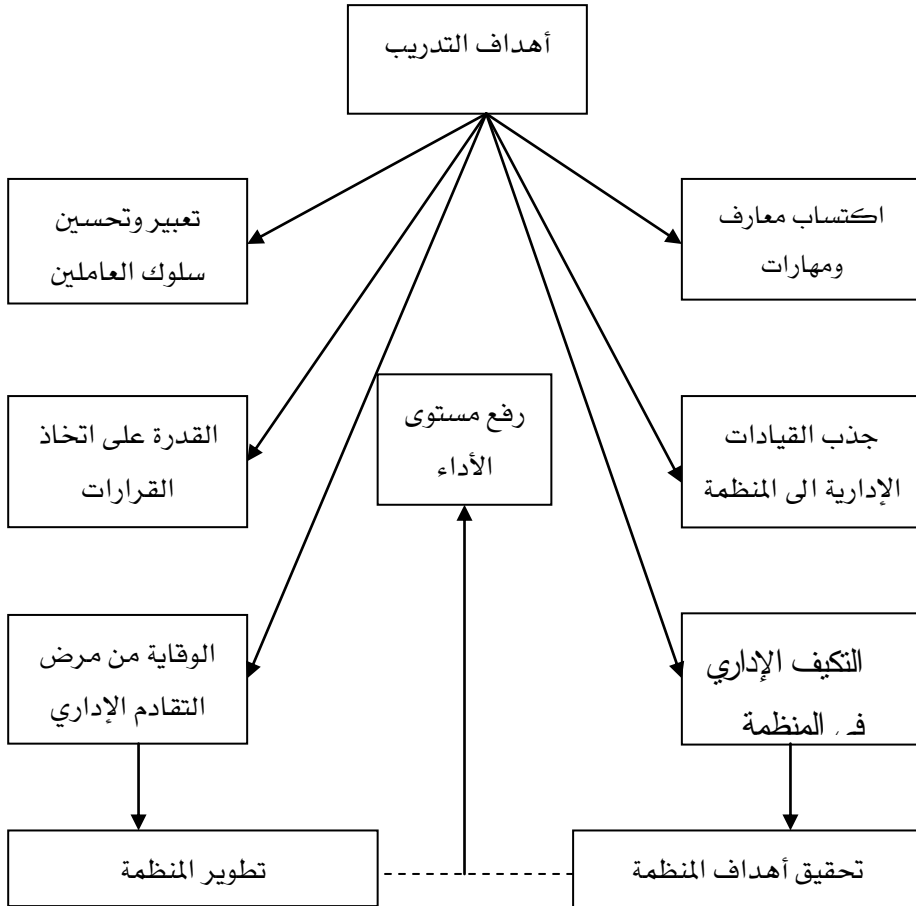 أهداف التدريب
اكتساب معارف
ومهارات
تعبير وتحسين
سلوك العاملين
جذب القيادات
الإدارية الى المنظمة
رفع مستوى
الأداء
القدرة على اتخاذ
القرارات
التكيف الإداري
في المنظمة
الوقاية من مرض
التقادم الإداري
تحقيق أهداف المنظمة
تطوير المنظمة